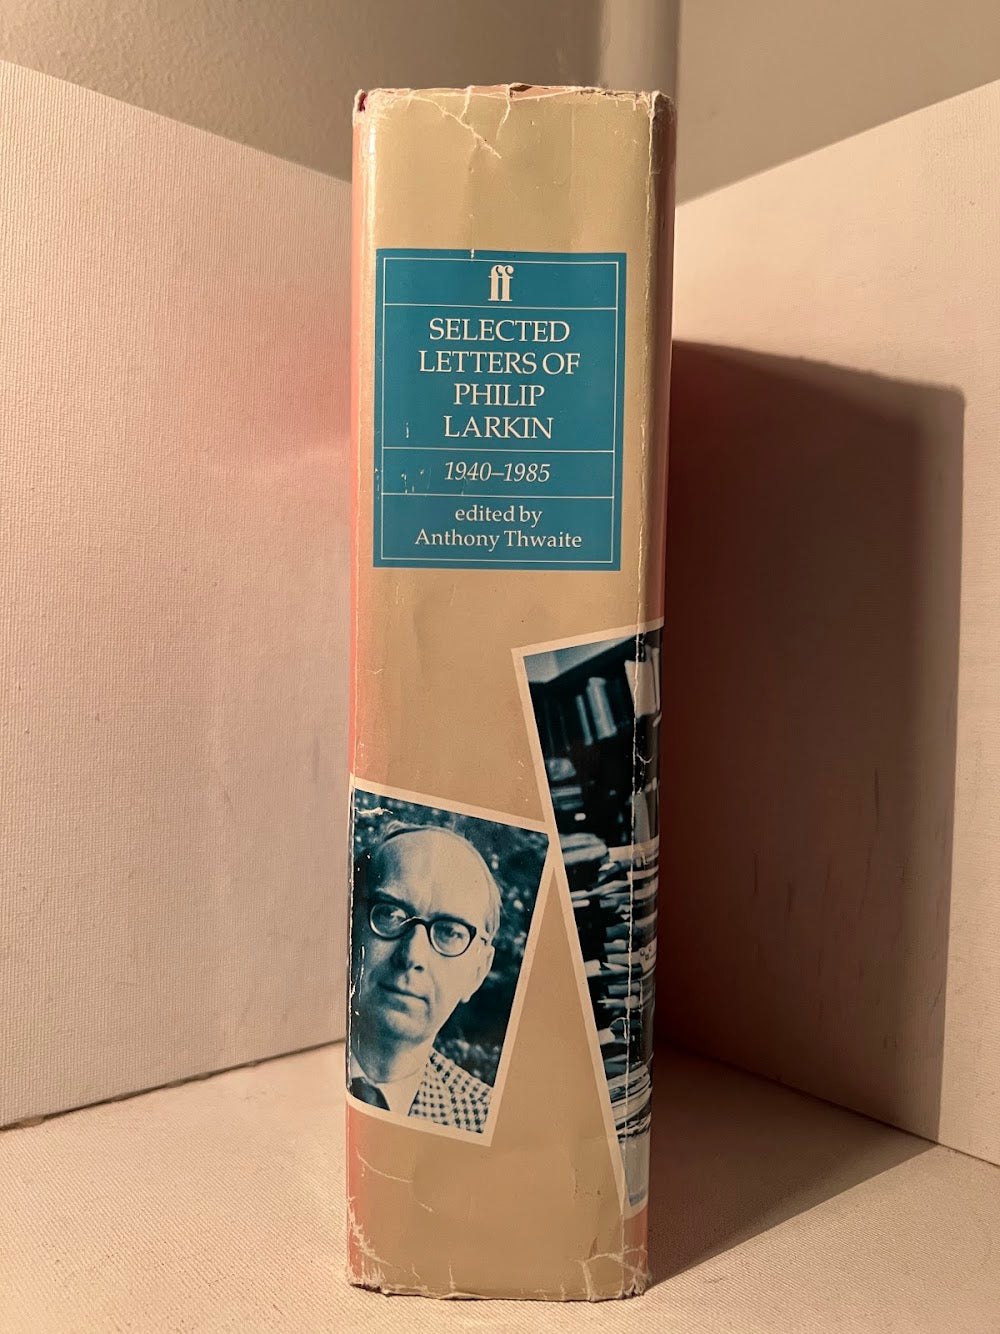 ff
SELECTED
LETTERS OF
PHILIP
LARKIN
1940–1985
edited by
Anthony Thwaite